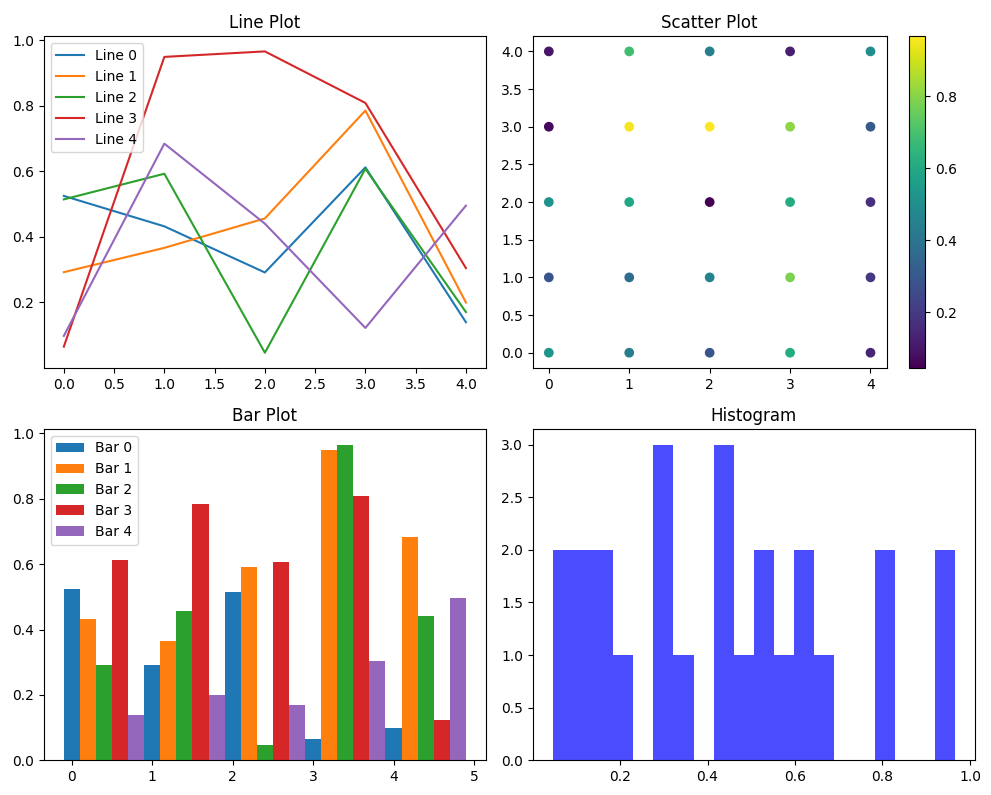 Line Plot
1.0
0.8
0.6
0.4
0.2
0.0 0.5 1.0 1.5 2.0 2.5 3.0 3.5 4.0
Line 0
Line 1
Line 2
Line 3
Line 4
Scatter Plot
4.0
3.5
3.0
2.5
2.0
1.5
1.0
0.5
0.0
0 1 2 3 4
0.8
0.6
0.4
0.2
Bar Plot
1.0
0.8
0.6
0.4
0.2
0.0
0 1 2 3 4 5
Bar 0
Bar 1
Bar 2
Bar 3
Bar 4
Histogram
3.0
2.5
2.0
1.5
1.0
0.5
0.0
0.2 0.4 0.6 0.8 1.0